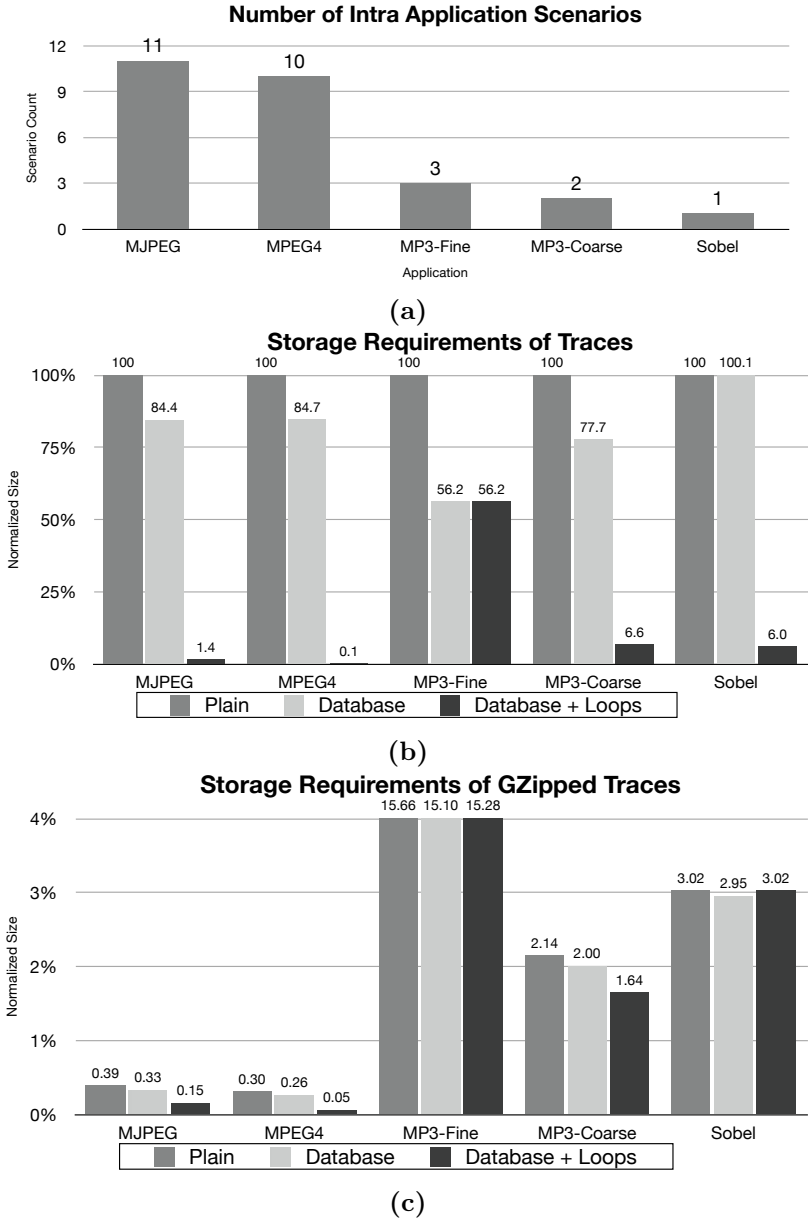 Number of Intra Application Scenarios
12
9
6
3
0
Scenario Count
11
10
3
2
1
MJPEG MPEG4 MP3-Fine MP3-Coarse Sobel
Application
(a)
Storage Requirements of Traces
100%
75%
50%
25%
0%
Normalized Size
100 84.4 1.4
100 84.7 0.1
100 56.2 56.2
100 77.7 6.6
100 100.1 6.0
MJPEG MPEG4 MP3-Fine MP3-Coarse Sobel
Plain Database Database + Loops
(b)
Storage Requirements of GZipped Traces
4%
3%
2%
1%
0%
Normalized Size
0.39 0.33 0.15
0.30 0.26 0.05
15.66 15.10 15.28
2.14 2.00 1.64
3.02 2.95 3.02
MJPEG MPEG4 MP3-Fine MP3-Coarse Sobel
Plain Database Database + Loops
(c)